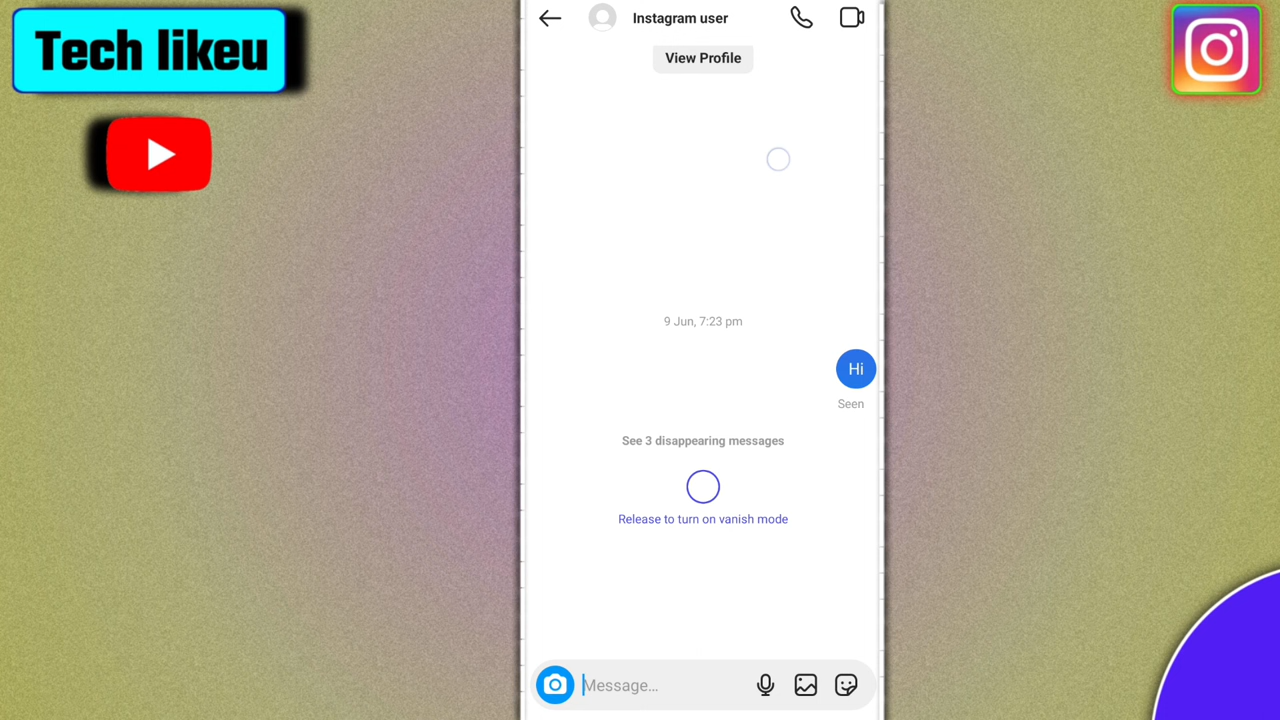 Tech likeu
Instagram user
View Profile
9 Jun, 7:23 pm
Hi
Seen
See 3 disappearing messages
Release to turn on vanish mode
Message...